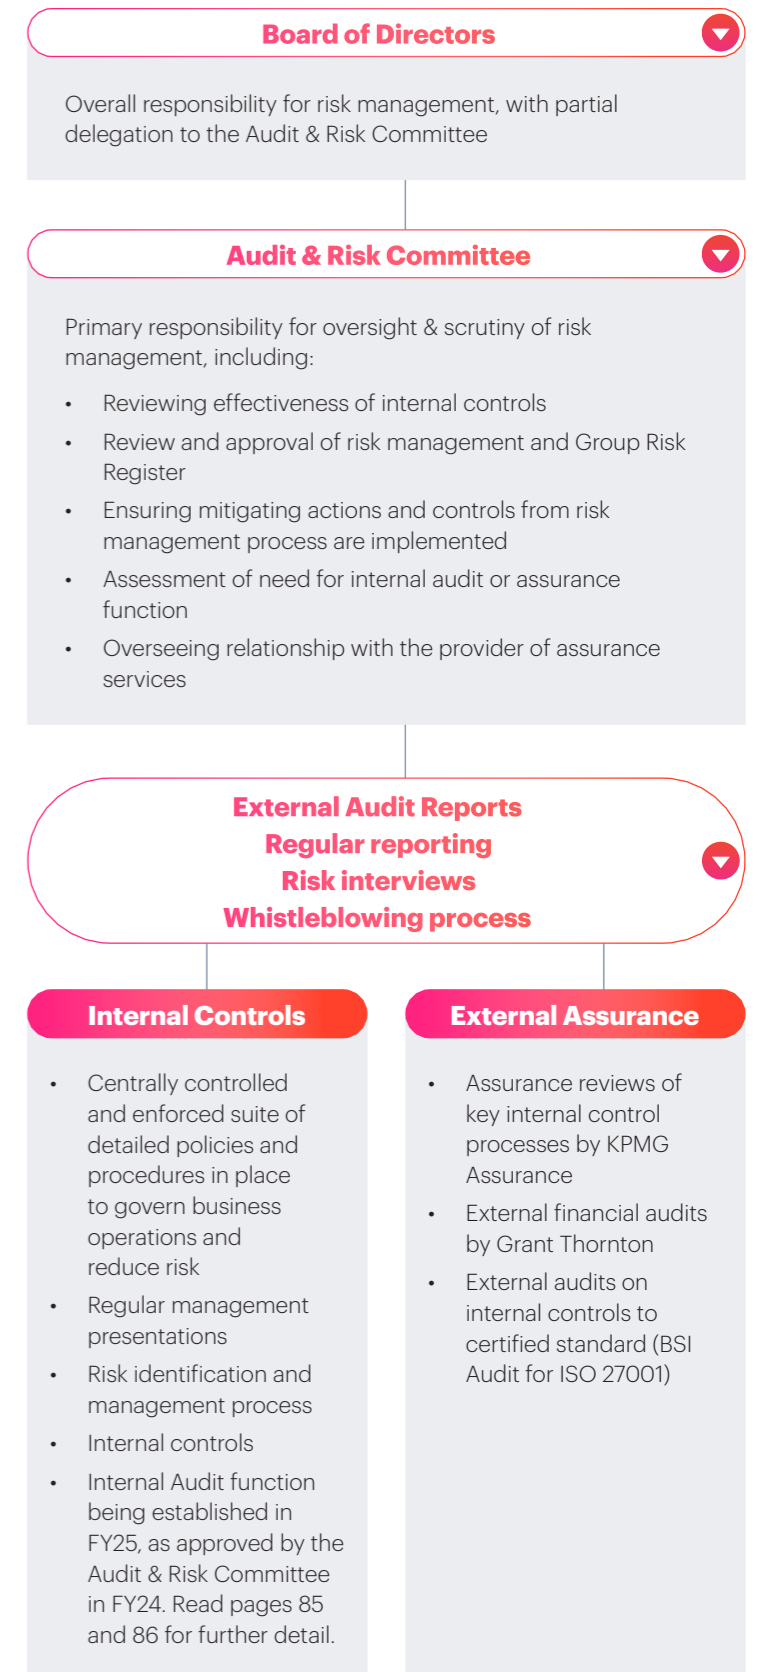 Board of Directors
Overall responsibility for risk management, with partial
delegation to the Audit & Risk Committee
Audit & Risk Committee
Primary responsibility for oversight & scrutiny of risk
management, including:
• Reviewing effectiveness of internal controls
• Review and approval of risk management and Group Risk
Register
• Ensuring mitigating actions and controls from risk
management process are implemented
• Assessment of need for internal audit or assurance
function
• Overseeing relationship with the provider of assurance
services
External Audit Reports
Regular reporting
Risk interviews
Whistleblowing process
Internal Controls
• Centrally controlled
and enforced suite of
detailed policies and
procedures in place
to govern business
operations and
reduce risk
• Regular management
presentations
• Risk identification and
management process
• Internal controls
• Internal Audit function
being established in
FY25, as approved by the
Audit & Risk Committee
in FY24. Read pages 85
and 86 for further detail.
External Assurance
• Assurance reviews of
key internal control
processes by KPMG
Assurance
• External financial audits
by Grant Thornton
• External audits on
internal controls to
certified standard (BSI
Audit for ISO 27001)